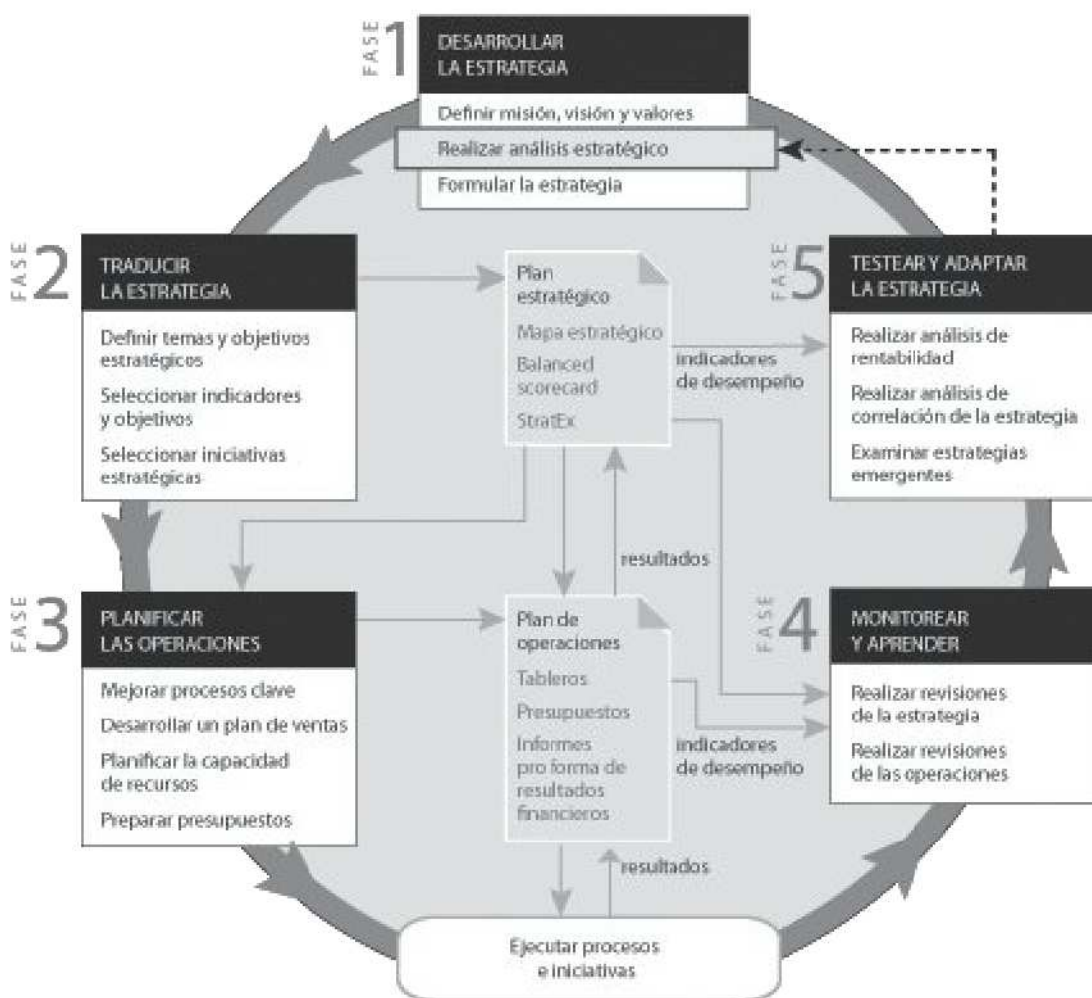 FASE 1
DESARROLLAR
LA ESTRATEGIA
Definir misión, visión y valores
Realizar análisis estratégico
Formular la estrategia
FASE 2
TRADUCIR
LA ESTRATEGIA
Definir temas y objetivos
estratégicos
Seleccionar indicadores
y objetivos
Seleccionar iniciativas
estratégicas
Plan
estratégico
Mapa estratégico
Balanced
scorecard
StratEx
indicadores
de desempeño
FASE 5
TESTEAR Y ADAPTAR
LA ESTRATEGIA
Realizar análisis de
rentabilidad
Realizar análisis de
correlación de la estrategia
Examinar estrategias
emergentes
resultados
FASE 3
PLANIFICAR
LAS OPERACIONES
Mejorar procesos clave
Desarrollar un plan de ventas
Planificar la capacidad
de recursos
Preparar presupuestos
Plan de
operaciones
Tableros
Presupuestos
Informes
pro forma de
resultados
financieros
indicadores
de desempeño
FASE 4
MONITOREAR
Y APRENDER
Realizar revisiones
de la estrategia
Realizar revisiones
de las operaciones
resultados
Ejecutar procesos
e iniciativas